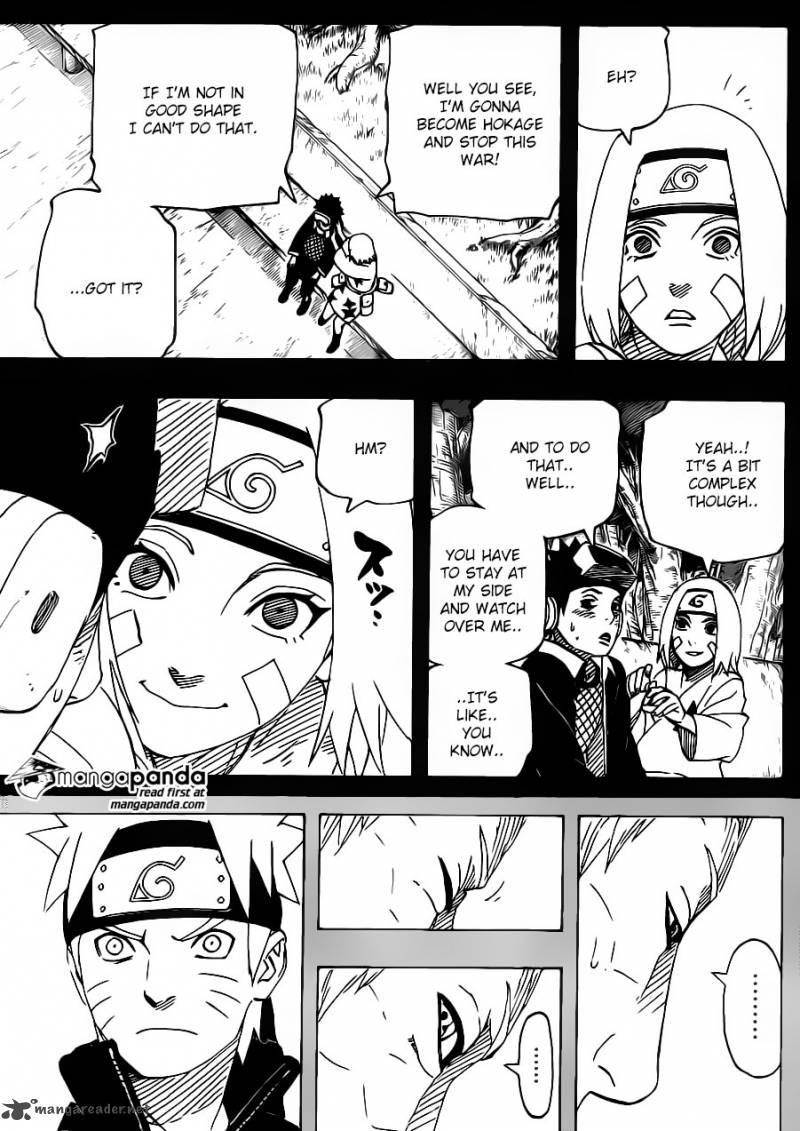 EH?
WELL YOU SEE,
I'M GONNA
BECOME HOKAGE
AND STOP THIS
WAR!
IF I'M NOT IN
GOOD SHAPE
I CAN'T DO THAT.
...GOT IT?
YEAH..!
IT'S A BIT
COMPLEX
THOUGH..
AND TO DO
THAT..
WELL..
YOU HAVE
TO STAY AT
MY SIDE
AND WATCH
OVER ME..
..IT'S
LIKE..
YOU
KNOW..
HM?
スッ
mangapanda
read first at
mangapanda.com
........
.......
mangareader.net